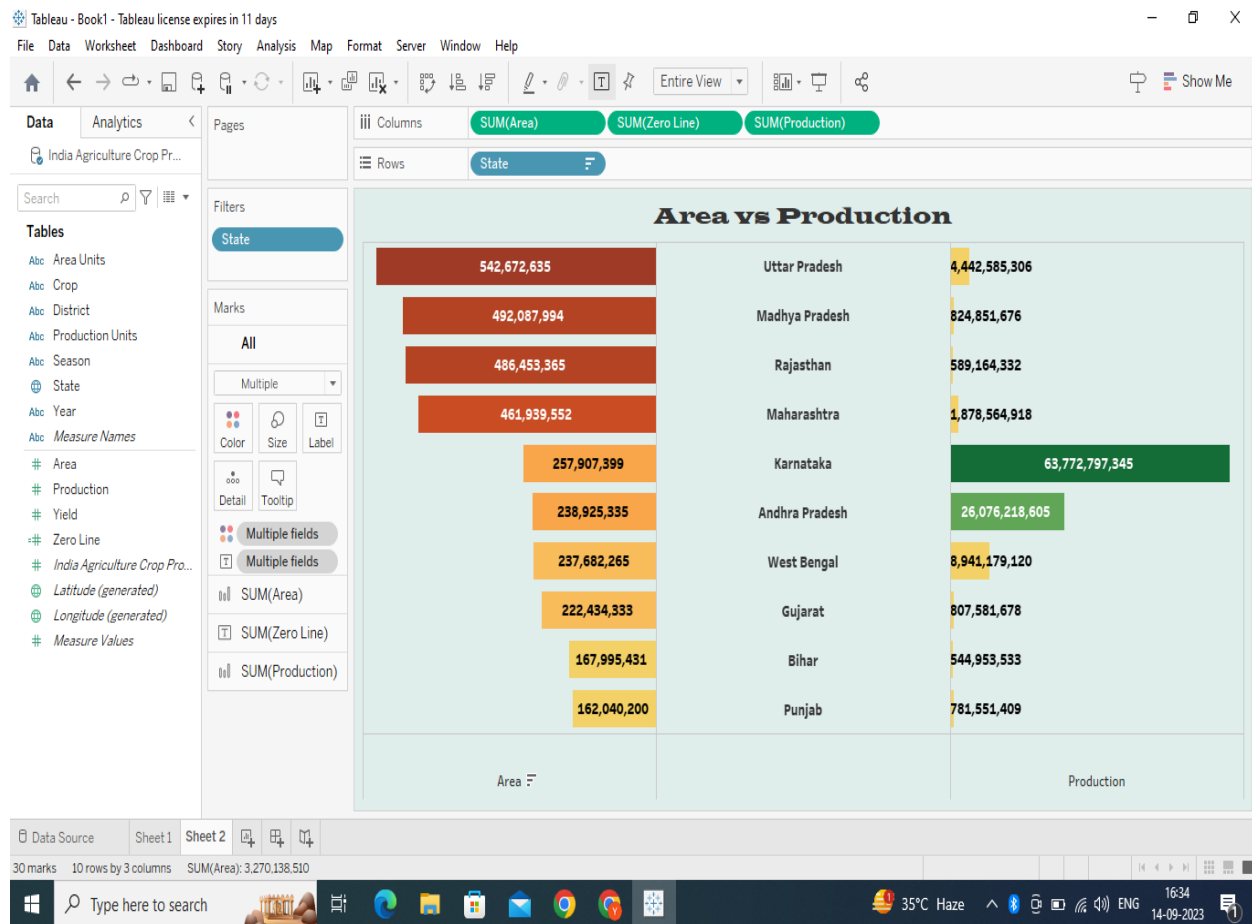 Tableau - Book1 - Tableau license expires in 11 days
File Data Worksheet Dashboard Story Analysis Map Format Server Window Help
Entire View
Show Me
Data Analytics
India Agriculture Crop Pr...
Search
Tables
Abc Area Units
Abc Crop
Abc District
Abc Production Units
Abc Season
State
Abc Year
Abc Measure Names
# Area
# Production
# Yield
=# Zero Line
# India Agriculture Crop Pro...
Latitude (generated)
Longitude (generated)
# Measure Values
Pages
Filters
State
Marks
All
Multiple
Color Size Label
Detail Tooltip
Multiple fields
Multiple fields
SUM(Area)
SUM(Zero Line)
SUM(Production)
Columns SUM(Area) SUM(Zero Line) SUM(Production)
Rows State
Area vs Production
542,672,635 Uttar Pradesh 4,442,585,306
492,087,994 Madhya Pradesh 824,851,676
486,453,365 Rajasthan 589,164,332
461,939,552 Maharashtra 1,878,564,918
257,907,399 Karnataka 63,772,797,345
238,925,335 Andhra Pradesh 26,076,218,605
237,682,265 West Bengal 8,941,179,120
222,434,333 Gujarat 807,581,678
167,995,431 Bihar 544,953,533
162,040,200 Punjab 781,551,409
Area Production
Data Source Sheet 1 Sheet 2
30 marks 10 rows by 3 columns SUM(Area): 3,270,138,510
Type here to search
35°C Haze ENG
16:34
14-09-2023
1